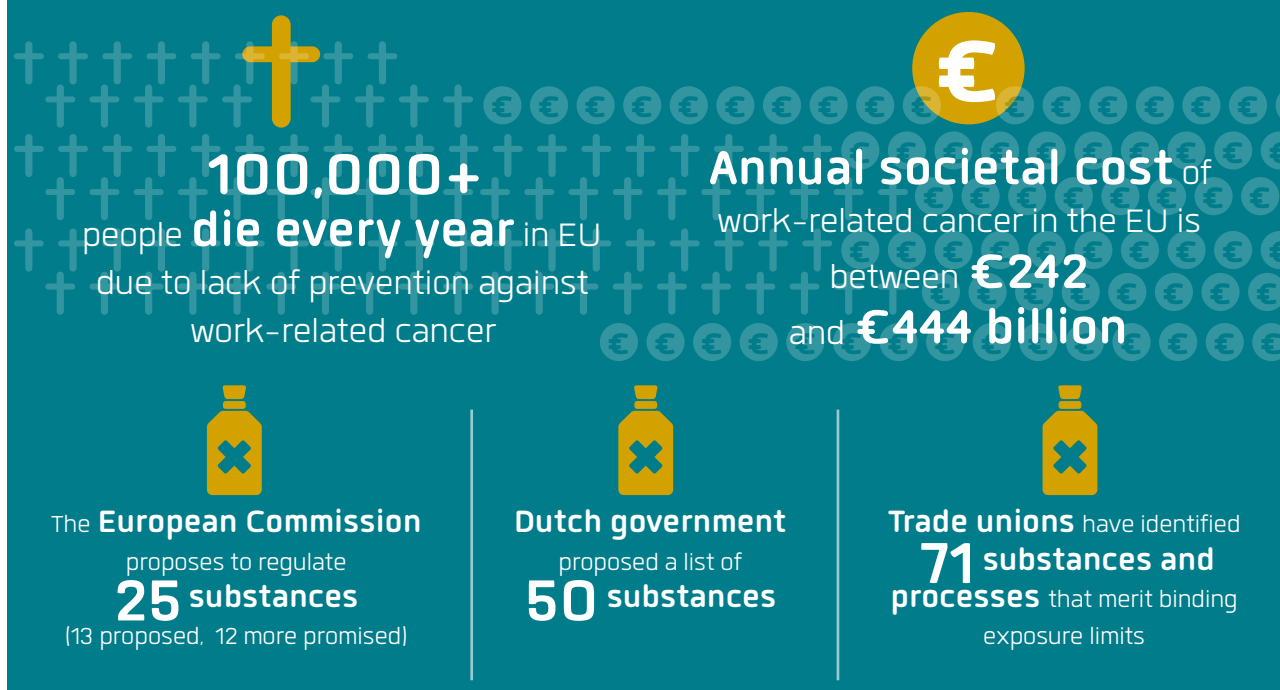 100,000+
people die every year in EU
due to lack of prevention against
work-related cancer
€
Annual societal cost of
work-related cancer in the EU is
between €242
and €444 billion
The European Commission
proposes to regulate
25 substances
(13 proposed, 12 more promised)
Dutch government
proposed a list of
50 substances
Trade unions have identified
71 substances and
processes that merit binding
exposure limits